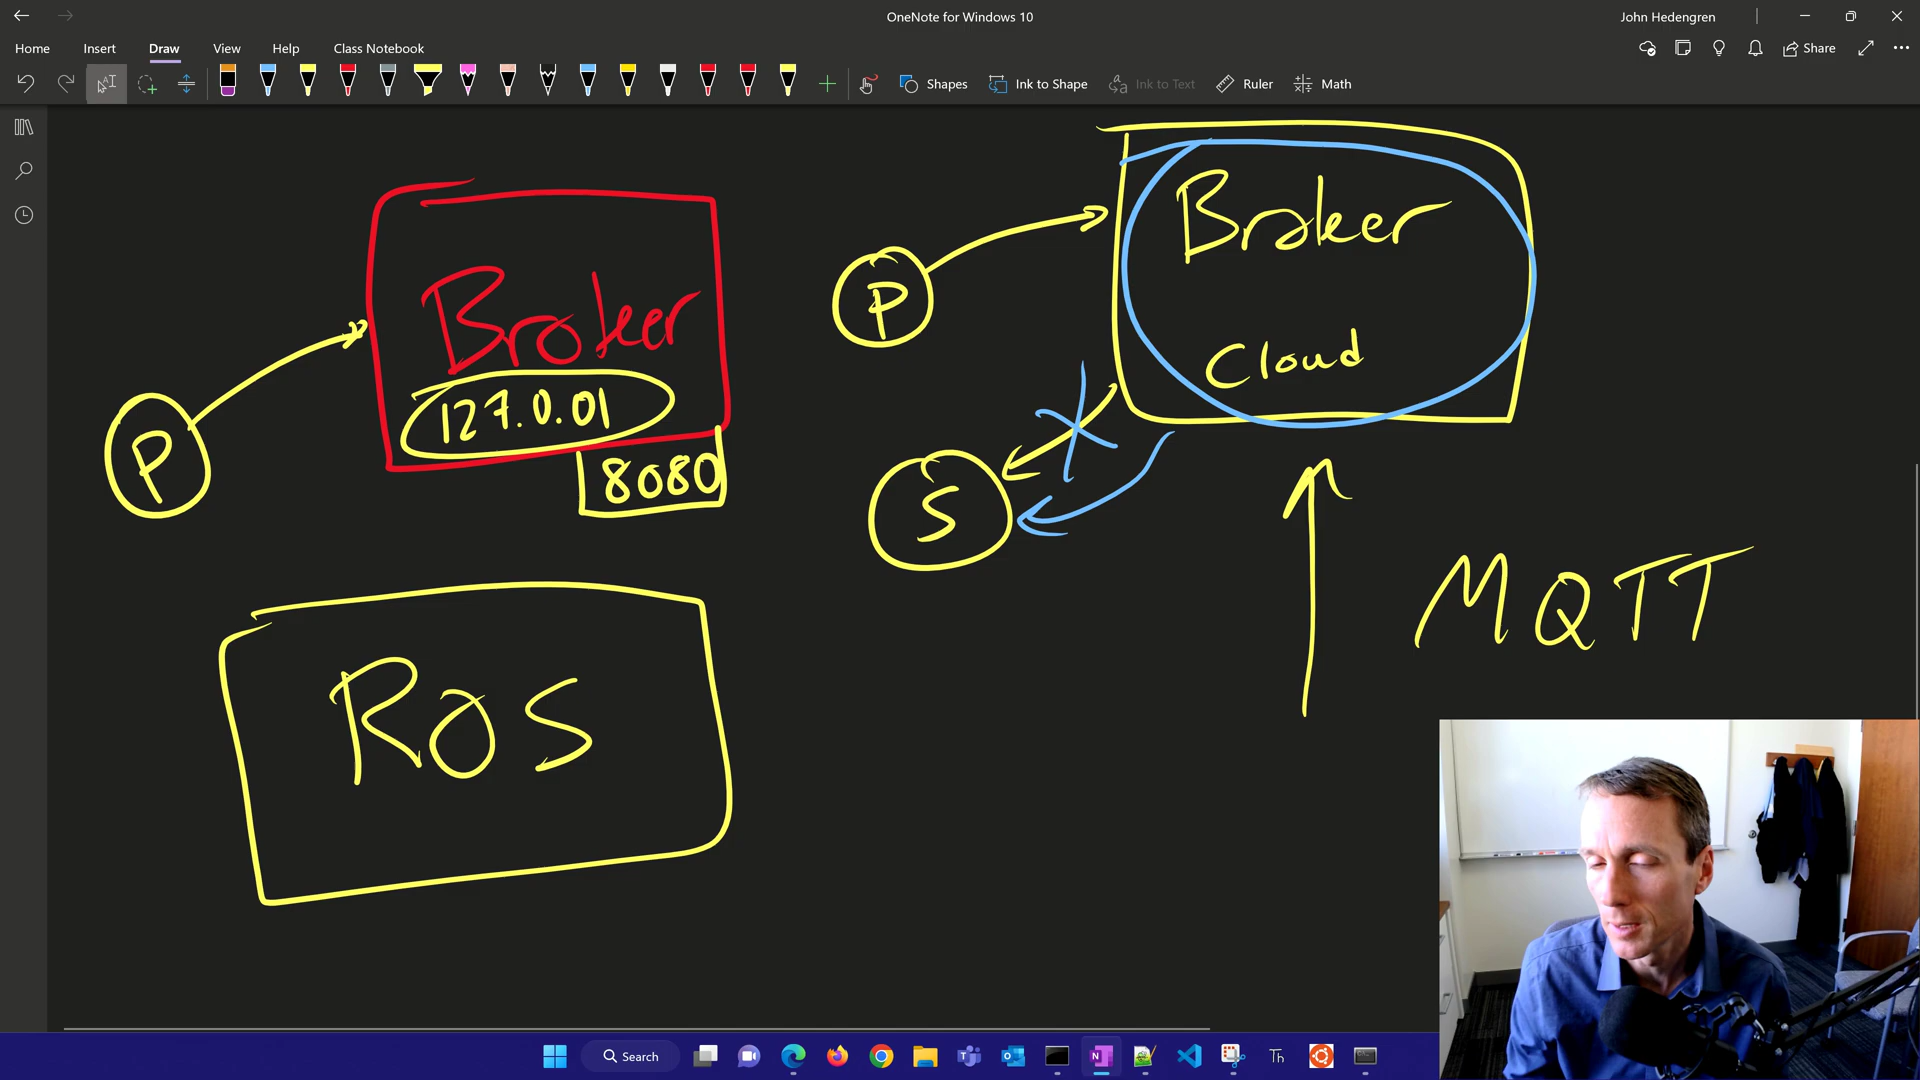 OneNote for Windows 10
John Hedengren
Home Insert Draw View Help Class Notebook
Share
Shapes Ink to Shape Ink to Text Ruler Math
Broker
127.0.01
8080
P
ROS
Broker
Cloud
P
S
MQTT
Search
Th